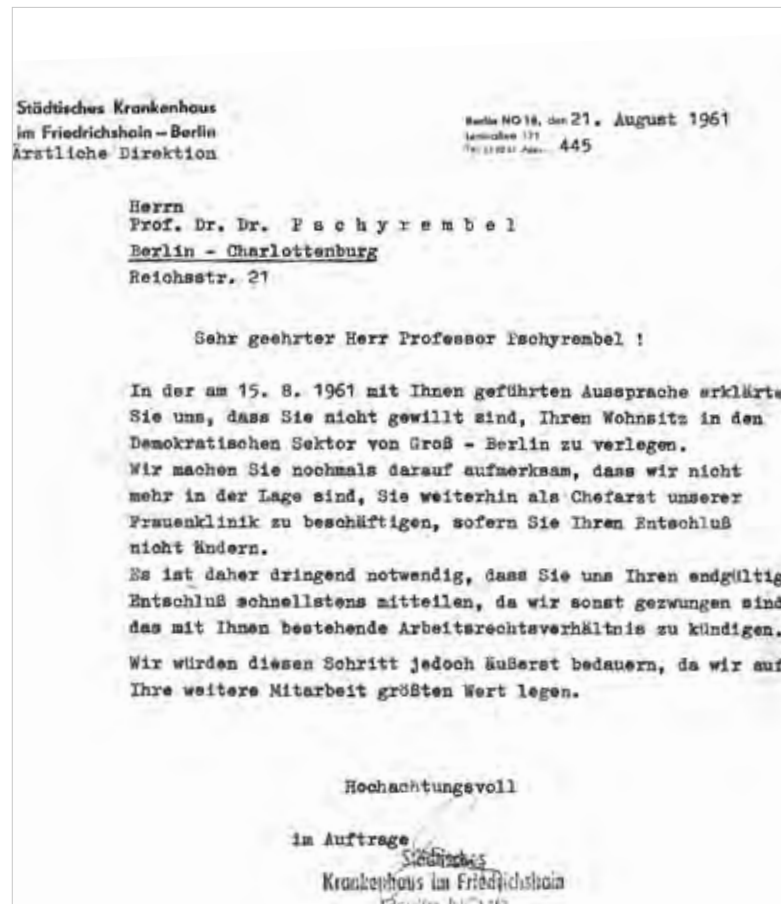 Städtisches Krankenhaus
im Friedrichshain – Berlin
Ärztliche Direktion
Berlin NO 18, den 21. August 1961
445
Herrn
Prof. Dr. Dr. P s c h y r e m b e l
Berlin - Charlottenburg
Reichsstr. 21
Sehr geehrter Herr Professor Pschyrembel !
In der am 15. 8. 1961 mit Ihnen geführten Aussprache erklärte
Sie uns, dass Sie nicht gewillt sind, Ihren Wohnsitz in den
Demokratischen Sektor von Groß - Berlin zu verlegen.
Wir machen Sie nochmals darauf aufmerksam, dass wir nicht
mehr in der Lage sind, Sie weiterhin als Chefarzt unserer
Frauenklinik zu beschäftigen, sofern Sie Ihren Entschluß
nicht ändern.
Es ist daher dringend notwendig, dass Sie uns Ihren endgültig
Entschluß schnellstens mitteilen, da wir sonst gezwungen sind
das mit Ihnen bestehende Arbeitsrechtsverhältnis zu kündigen.
Wir würden diesen Schritt jedoch äußerst bedauern, da wir auf
Ihre weitere Mitarbeit größten Wert legen.
Hochachtungsvoll
im Auftrage
Städtisches
Krankenhaus im Friedrichshain